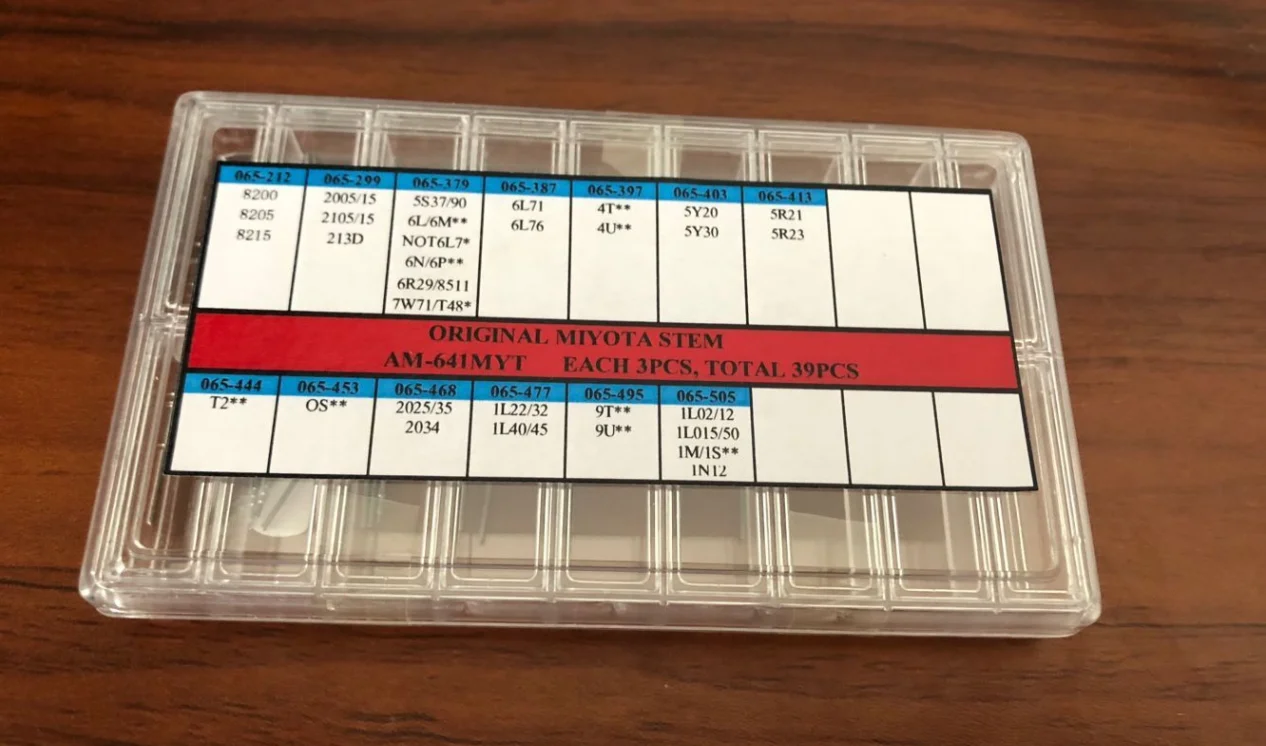 065-212 065-299 065-379 065-387 065-397 065-403 065-413
8200 2005/15 5S37/90 6L71 4T** 5Y20 5R21
8205 2105/15 6L/6M** 6L76 4U** 5Y30 5R23
8215 213D NOT6L7*
6N/6P**
6R29/8511
7W71/T48*
ORIGINAL MIYOTA STEM
AM-641MYT EACH 3PCS, TOTAL 39PCS
065-444 065-453 065-468 065-477 065-495 065-505
T2** OS** 2025/35 1L22/32 9T** 1L02/12
2034 1L40/45 9U** 1L015/50
1M/1S**
1N12